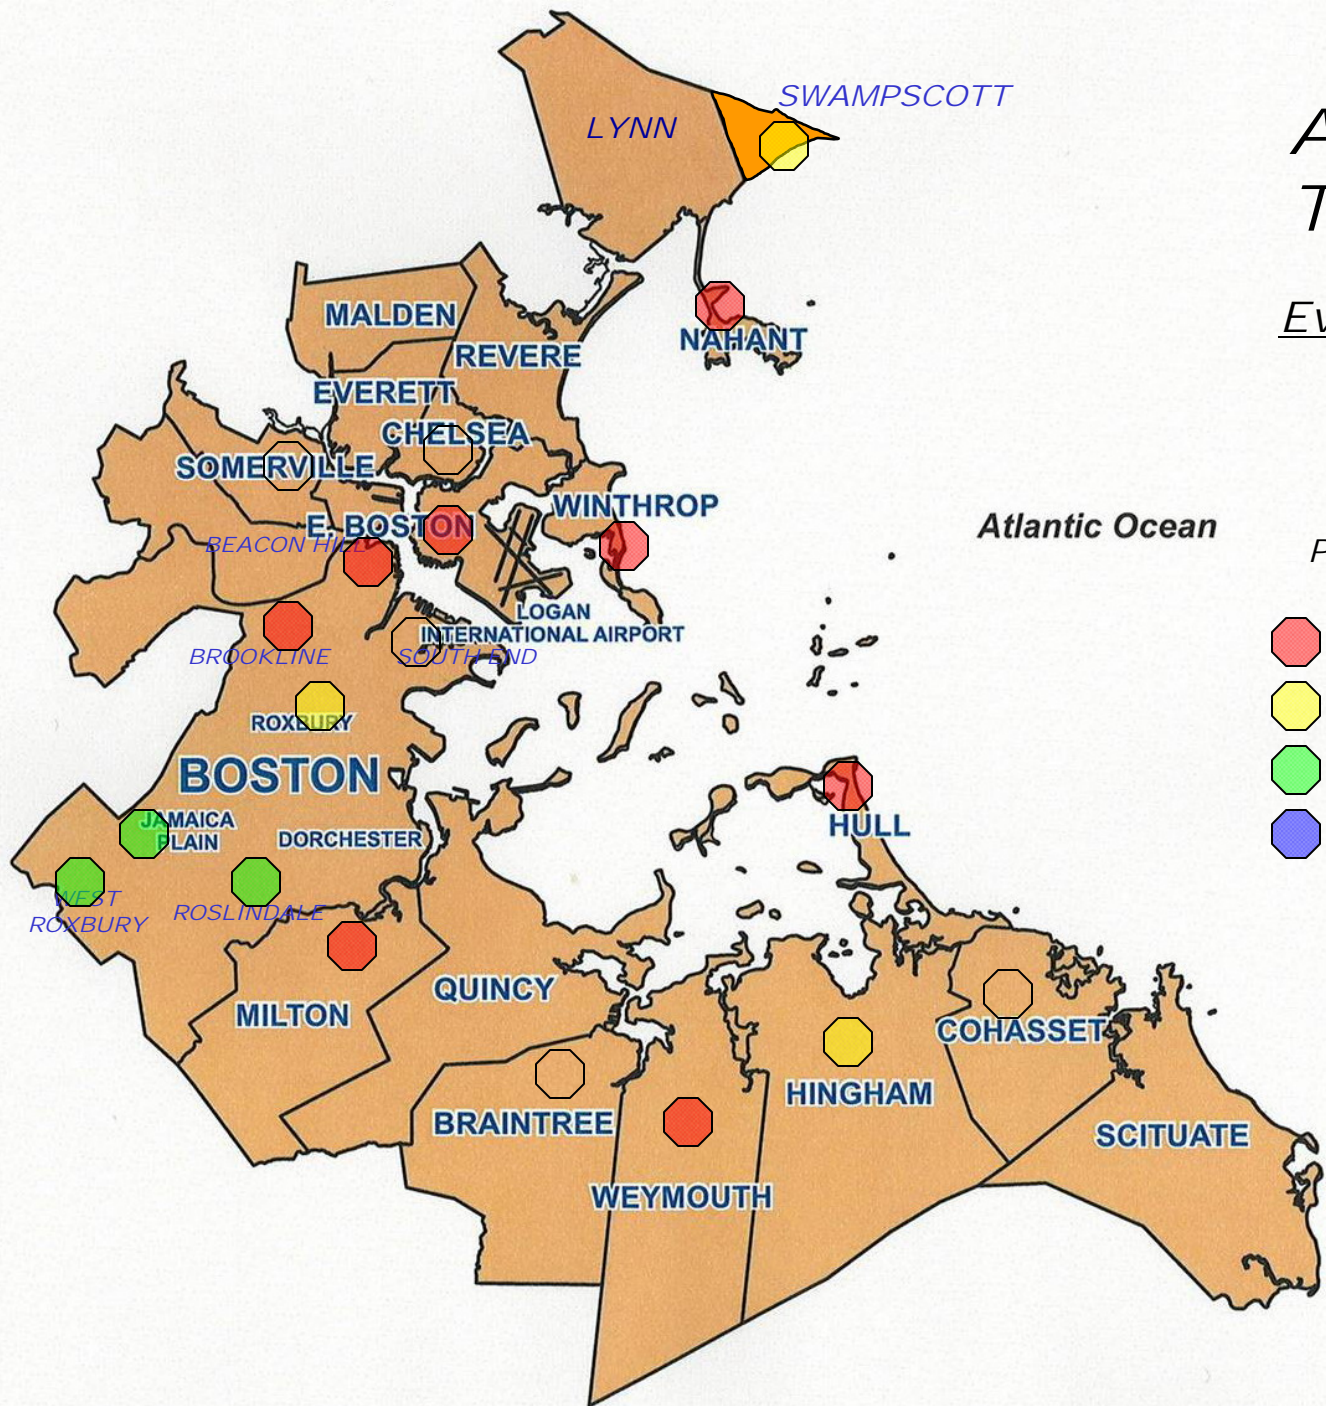 SWAMPSCOTT
LYNN
MALDEN
NAHANT
REVERE
EVERETT
CHELSEA
SOMERVILLE
WINTHROP
E. BOSTON
BEACON HILL
Atlantic Ocean
LOGAN
INTERNATIONAL AIRPORT
BROOKLINE
SOUTH END
ROXBURY
BOSTON
JAMAICA
PLAIN
DORCHESTER
HULL
WEST
ROXBURY
ROSLINDALE
QUINCY
MILTON
COHASSET
HINGHAM
BRAINTREE
SCITUATE
WEYMOUTH
A
T
Ev
P